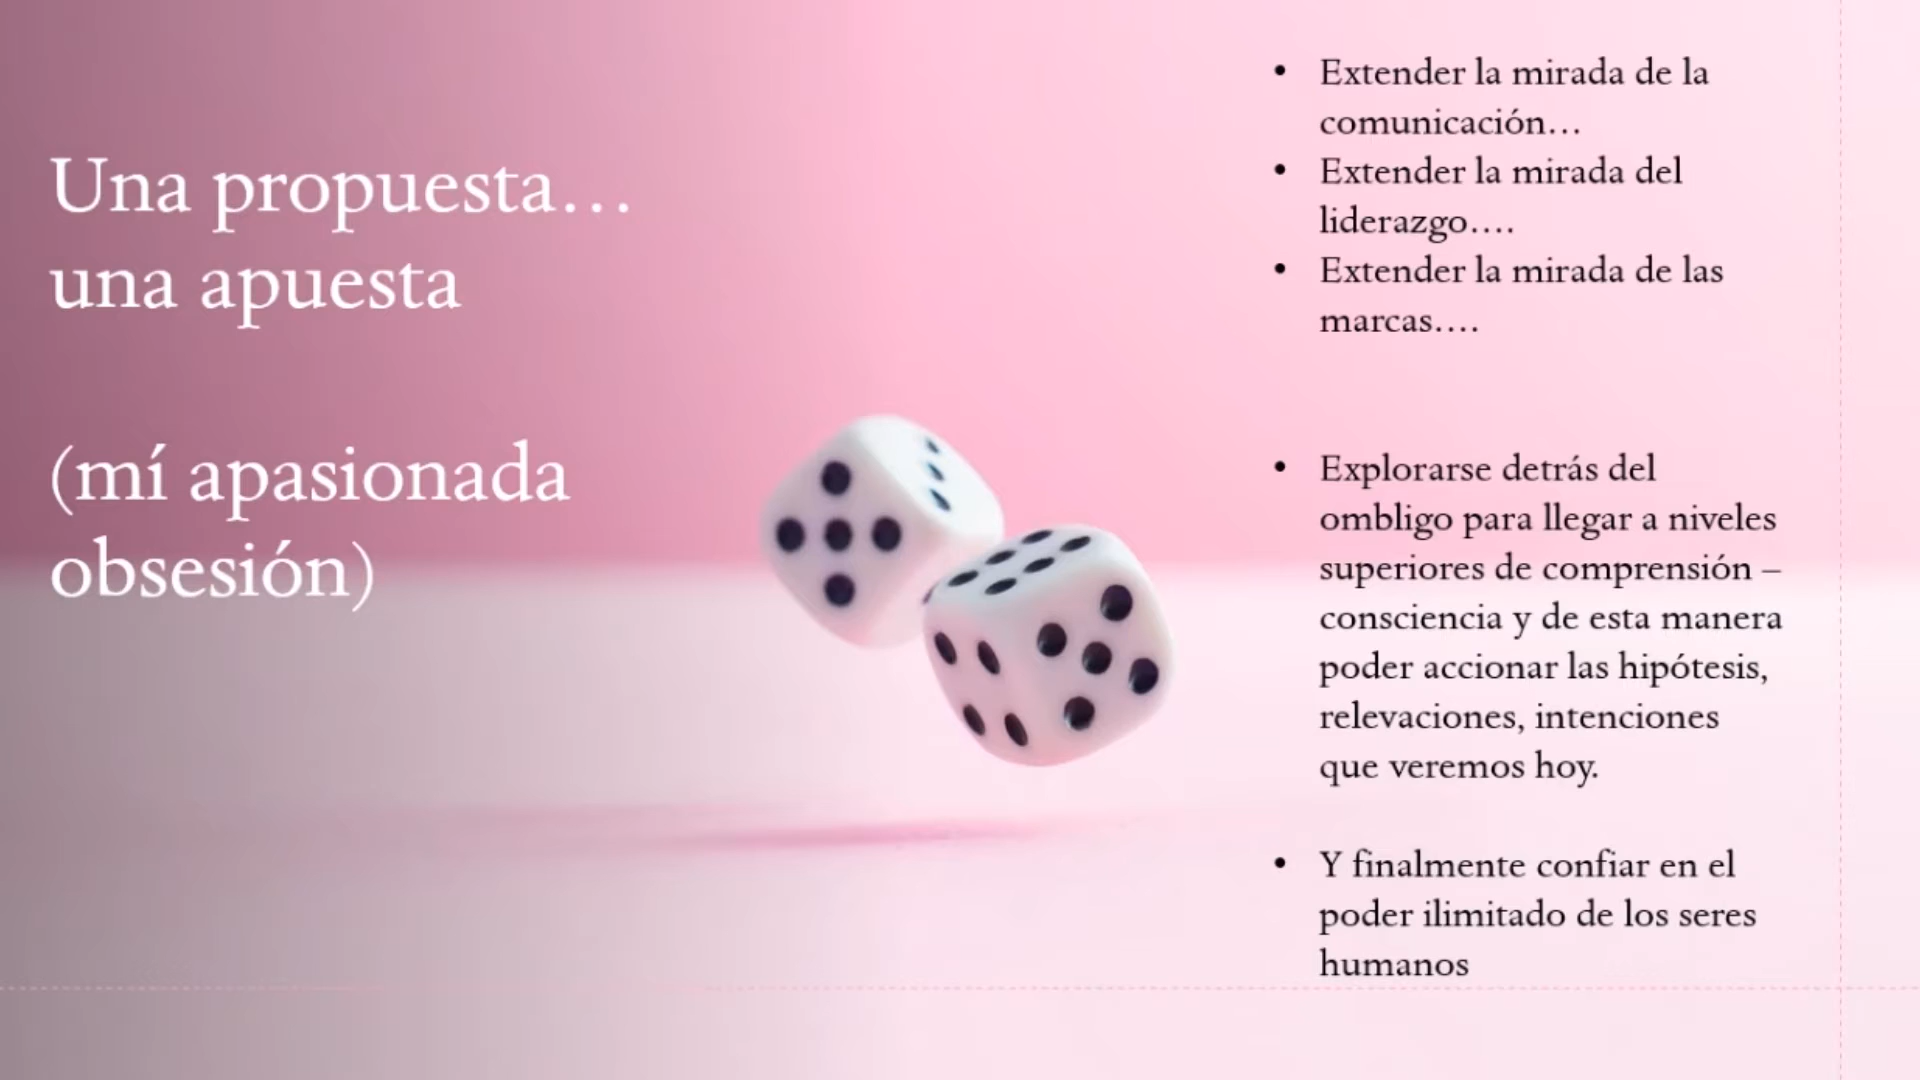 Una propuesta…
una apuesta
(mí apasionada
obsesión)
• Extender la mirada de la
comunicación…
• Extender la mirada del
liderazgo….
• Extender la mirada de las
marcas….
• Explorarse detrás del
ombligo para llegar a niveles
superiores de comprensión –
consciencia y de esta manera
poder accionar las hipótesis,
relevaciones, intenciones
que veremos hoy.
• Y finalmente confiar en el
poder ilimitado de los seres
humanos